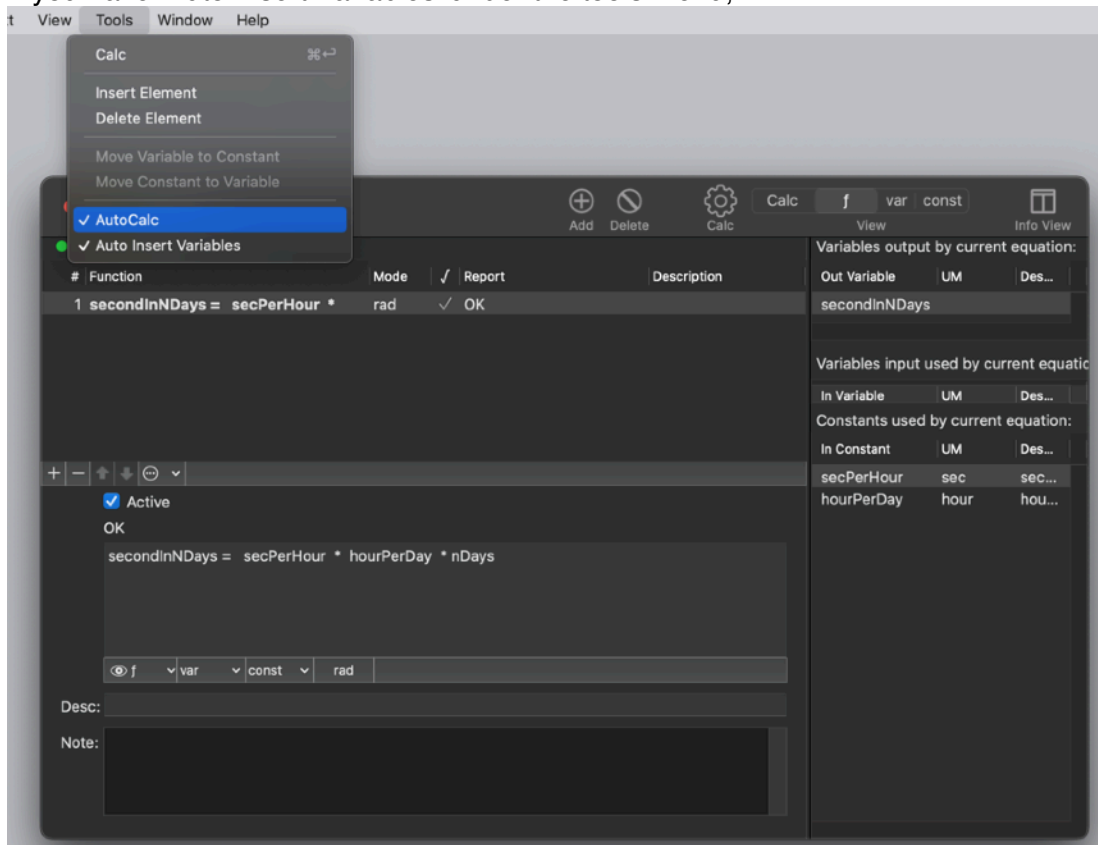 View Tools Window Help
Calc ⌘↩
Insert Element
Delete Element
Move Variable to Constant
Move Constant to Variable
✓ AutoCalc
✓ Auto Insert Variables
Calc ƒ var const
Add Delete Calc View Info View
Variables output by current equation:
# Function Mode √ Report Description
Out Variable UM Des...
1 secondInNDays = secPerHour * rad ✓ OK
secondInNDays
Variables input used by current equatic
In Variable UM Des...
Constants used by current equation:
In Constant UM Des...
secPerHour sec sec...
hourPerDay hour hou...
Active
OK
secondInNDays = secPerHour * hourPerDay * nDays
ƒ var const rad
Desc:
Note: